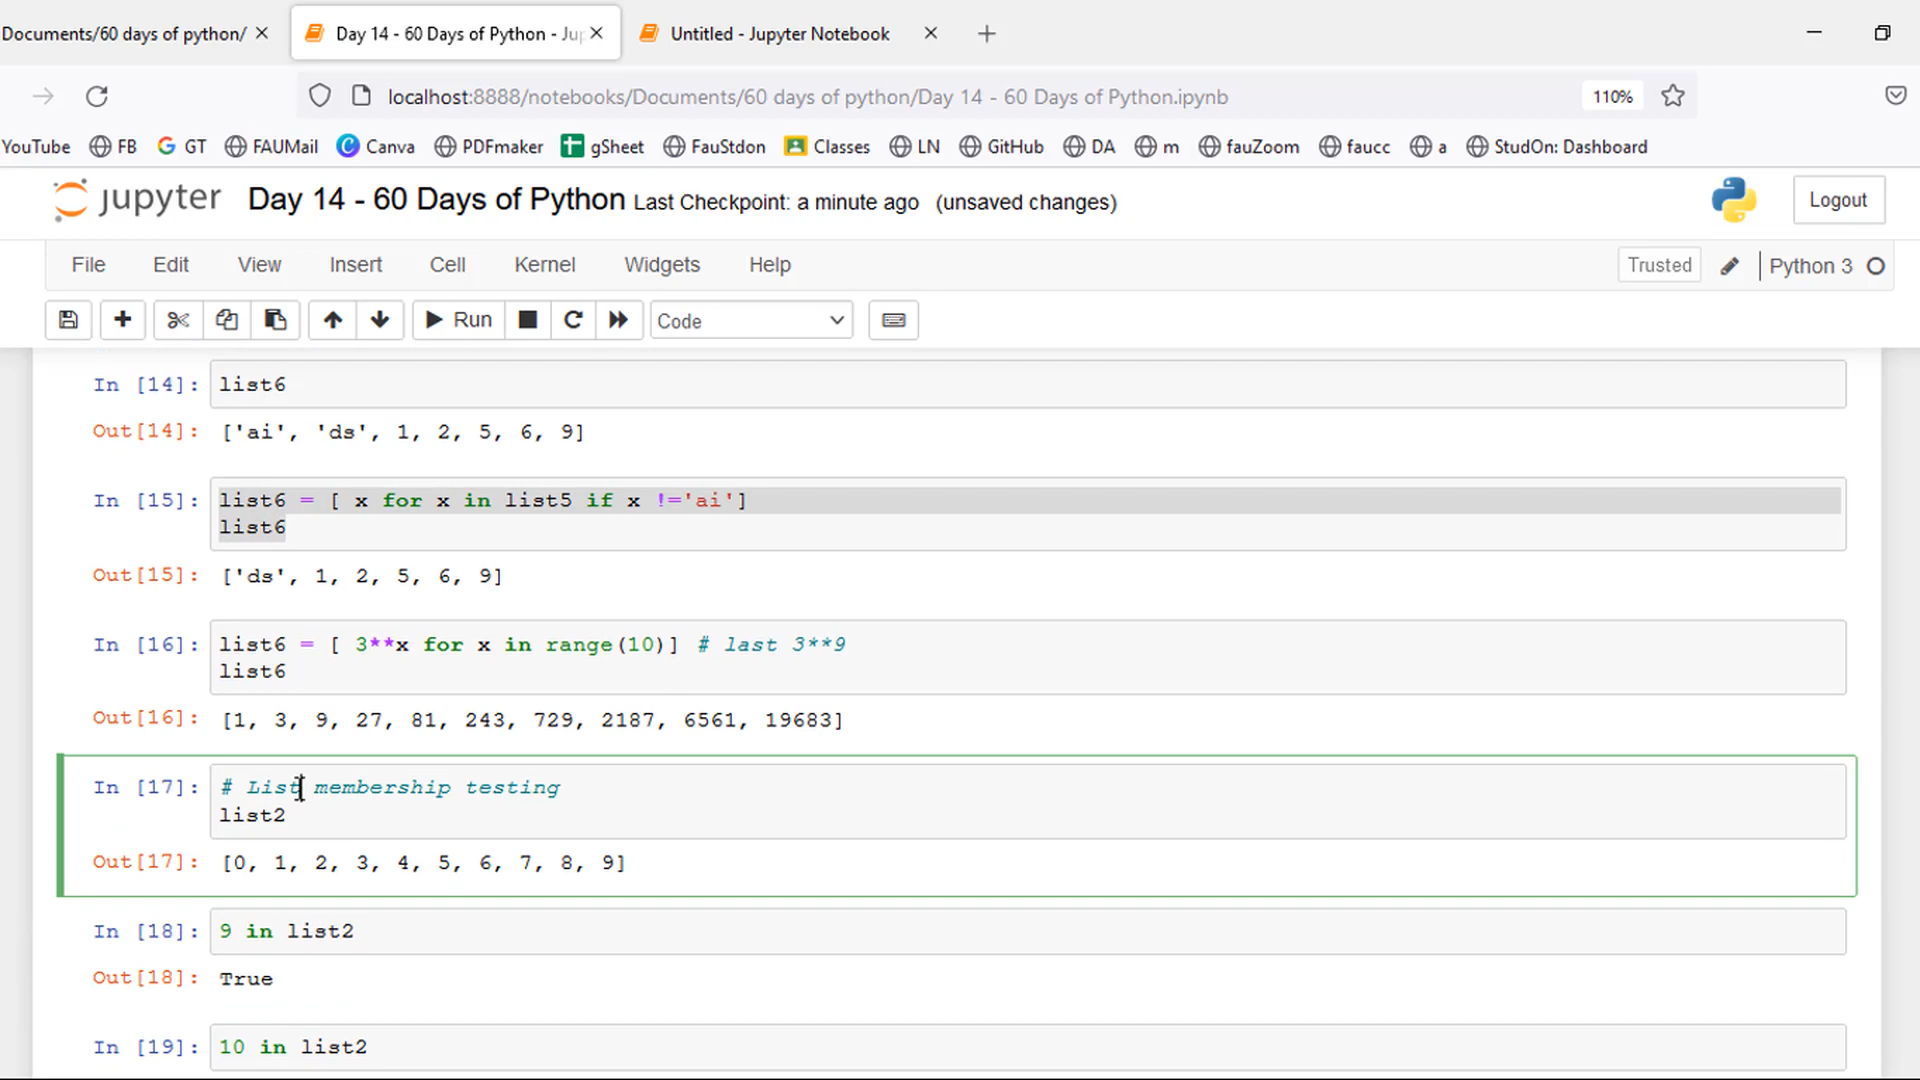 Documents/60 days of python/
Day 14 - 60 Days of Python - Jup
Untitled - Jupyter Notebook
localhost:8888/notebooks/Documents/60 days of python/Day 14 - 60 Days of Python.ipynb
110%
YouTube FB GT FAUMail Canva PDFmaker gSheet FauStdon Classes LN GitHub DA m fauZoom faucc a StudOn: Dashboard
jupyter Day 14 - 60 Days of Python Last Checkpoint: a minute ago (unsaved changes)
Logout
File Edit View Insert Cell Kernel Widgets Help
Trusted
Python 3
Run
Code
In [14]: list6
Out[14]: ['ai', 'ds', 1, 2, 5, 6, 9]
In [15]: list6 = [ x for x in list5 if x !='ai']
list6
Out[15]: ['ds', 1, 2, 5, 6, 9]
In [16]: list6 = [ 3**x for x in range(10)] # last 3**9
list6
Out[16]: [1, 3, 9, 27, 81, 243, 729, 2187, 6561, 19683]
In [17]: # List membership testing
list2
Out[17]: [0, 1, 2, 3, 4, 5, 6, 7, 8, 9]
In [18]: 9 in list2
Out[18]: True
In [19]: 10 in list2